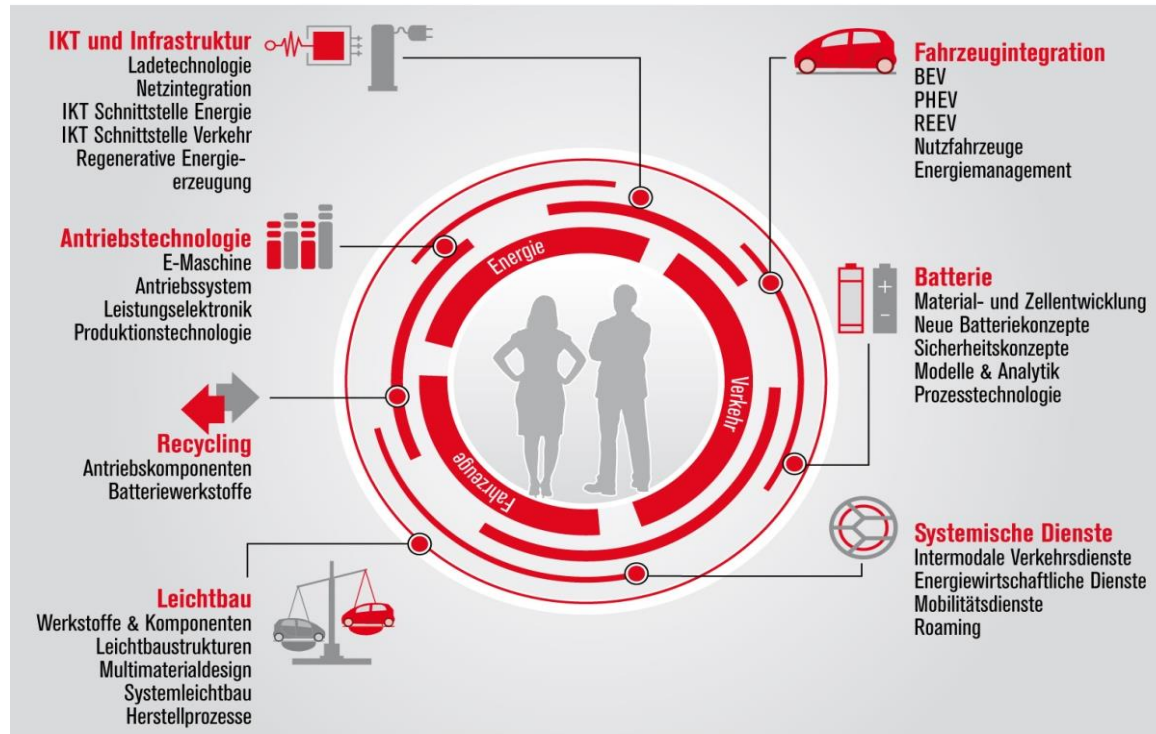 IKT und Infrastruktur
Ladetechnologie
Netzintegration
IKT Schnittstelle Energie
IKT Schnittstelle Verkehr
Regenerative Energie-
erzeugung
Antriebstechnologie
E-Maschine
Antriebssystem
Leistungselektronik
Produktionstechnologie
Recycling
Antriebskomponenten
Batteriewerkstoffe
Leichtbau
Werkstoffe & Komponenten
Leichtbaustrukturen
Multimaterialdesign
Systemleichtbau
Herstellprozesse
Energie
Verkehr
Fahrzeuge
Fahrzeugintegration
BEV
PHEV
REEV
Nutzfahrzeuge
Energiemanagement
+
−
Batterie
Material- und Zellentwicklung
Neue Batteriekonzepte
Sicherheitskonzepte
Modelle & Analytik
Prozesstechnologie
Systemische Dienste
Intermodale Verkehrsdienste
Energiewirtschaftliche Dienste
Mobilitätsdienste
Roaming